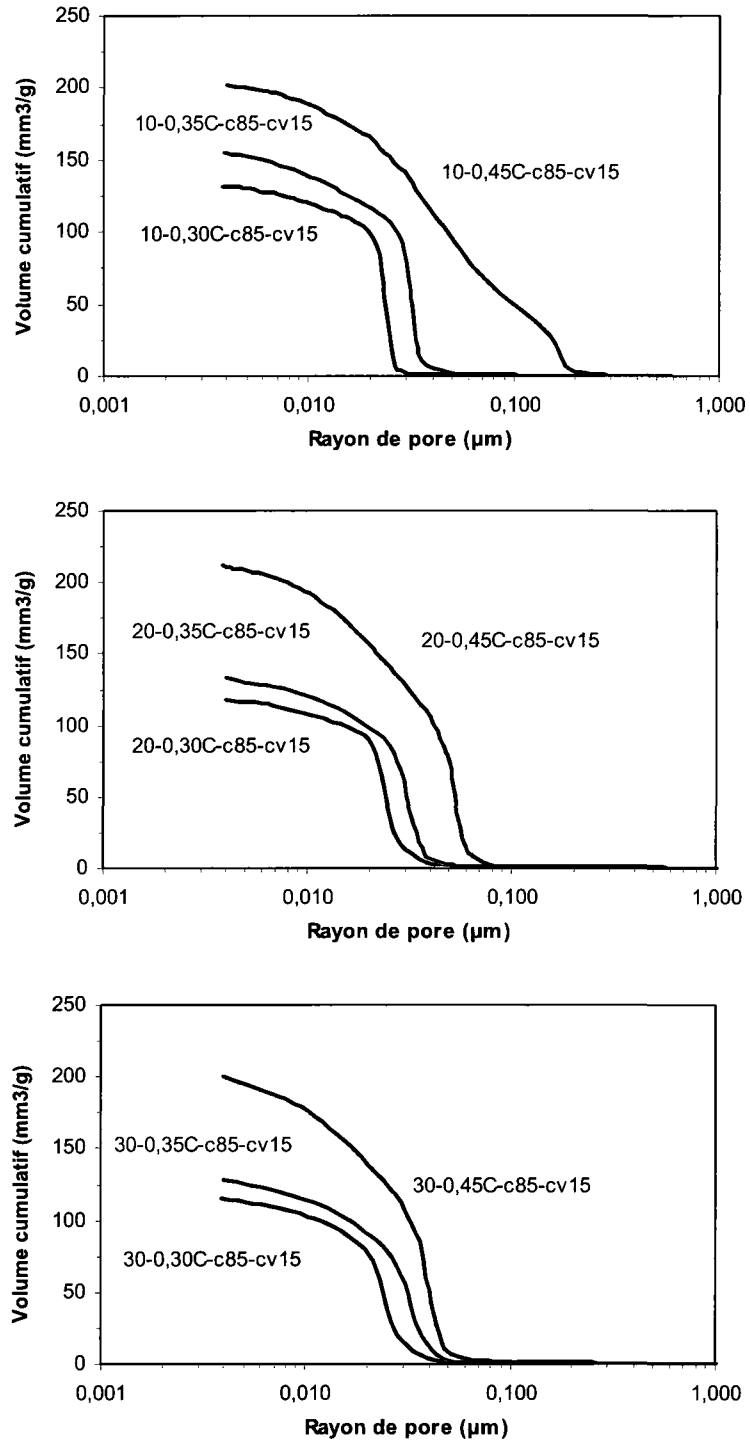 250
200
150
100
50
0
Volume cumulatif (mm3/g)
10-0,35C-c85-cv15
10-0,45C-c85-cv15
10-0,30C-c85-cv15
0,001 0,010 0,100 1,000
Rayon de pore (µm)
250
200
150
100
50
0
Volume cumulatif (mm3/g)
20-0,35C-c85-cv15
20-0,45C-c85-cv15
20-0,30C-c85-cv15
0,001 0,010 0,100 1,000
Rayon de pore (µm)
250
200
150
100
50
0
Volume cumulatif (mm3/g)
30-0,35C-c85-cv15
30-0,45C-c85-cv15
30-0,30C-c85-cv15
0,001 0,010 0,100 1,000
Rayon de pore (µm)